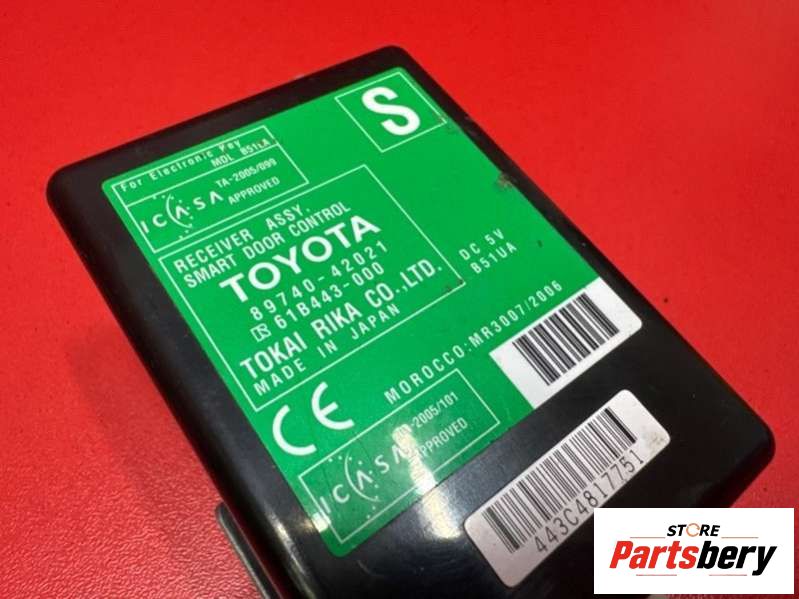 S
For Electronic Key
MDL B51LA
ICASA
TA-2005/099
APPROVED
RECEIVER ASSY.
SMART DOOR CONTROL
TOYOTA
89740-42021
61B443-000
TOKAI RIKA CO.,LTD.
MADE IN JAPAN
DC 5V
B51UA
CE
MOROCCO:MR3007/2006
ICASA
TA-2005/101
APPROVED
443C4817751
STORE
Partsbery